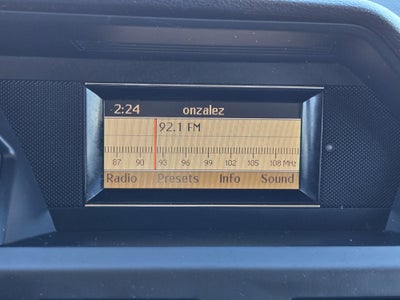 2:24 onzalez
92.1 FM
87 90 93 96 99 102 105 108 MHz
Radio Presets Info Sound